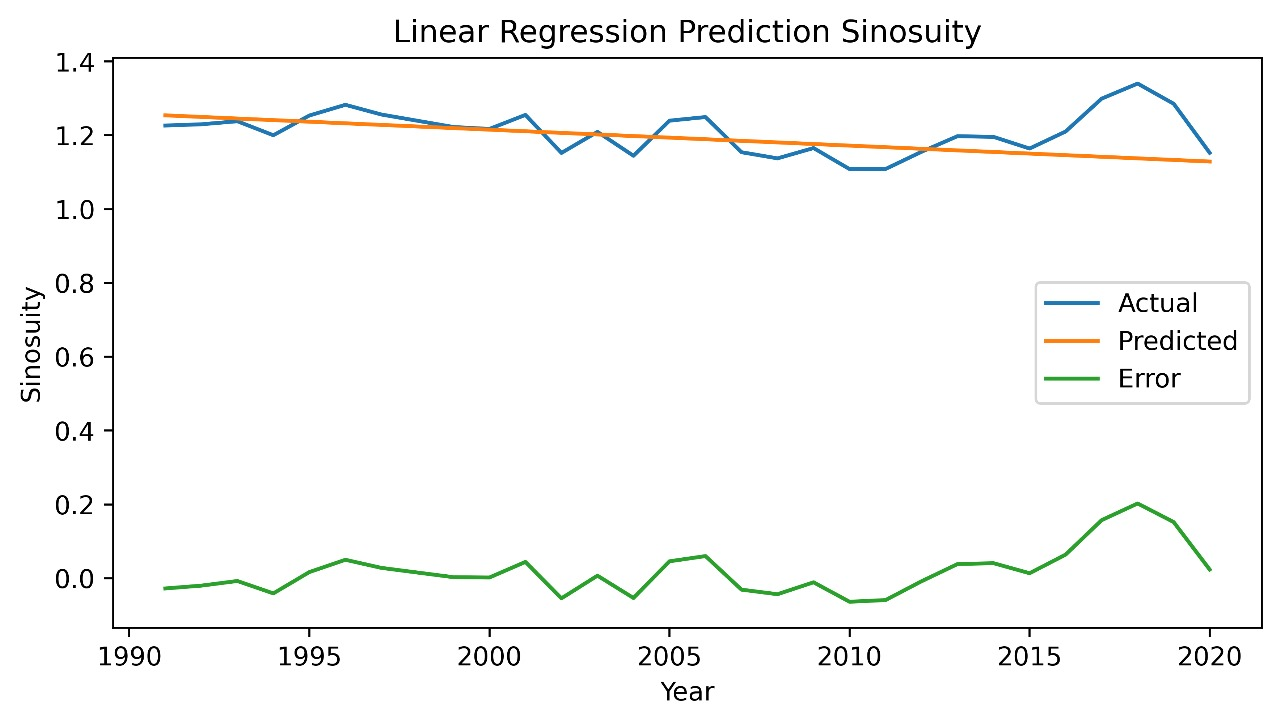 Linear Regression Prediction Sinosuity
1.4
1.2
1.0
0.8
0.6
0.4
0.2
0.0
Sinosuity
Actual
Predicted
Error
1990 1995 2000 2005 2010 2015 2020
Year